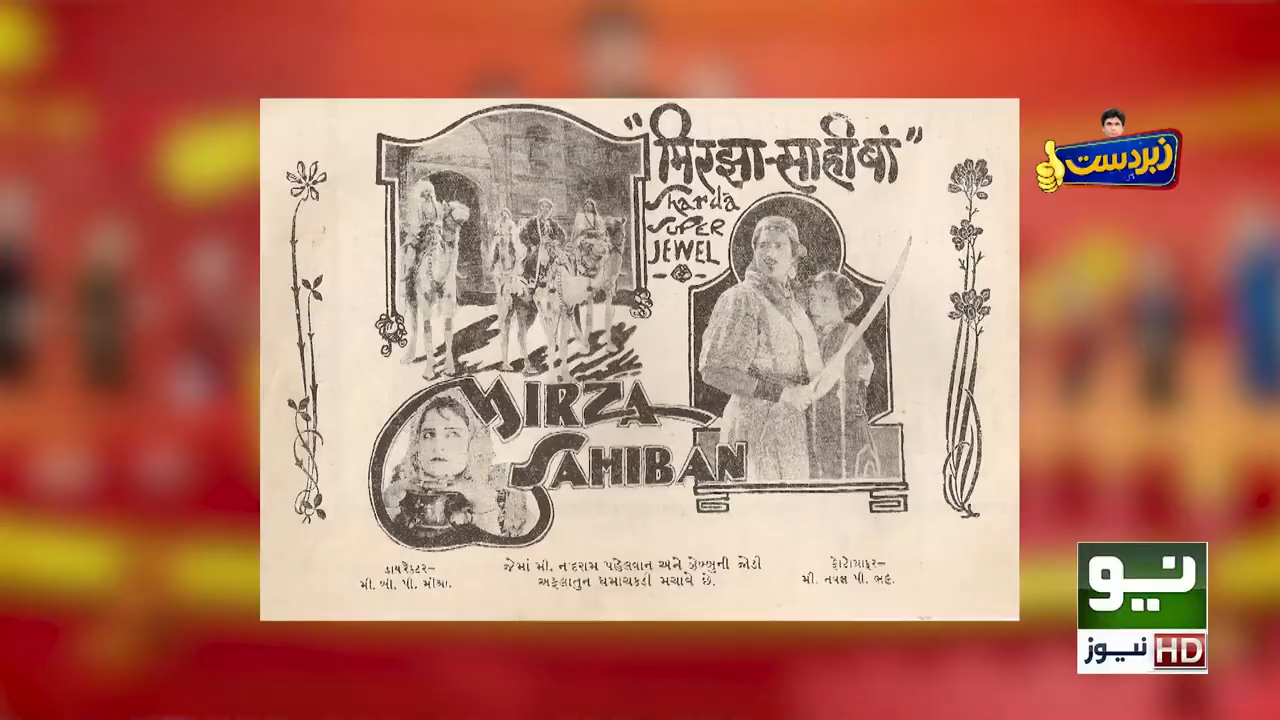 "मिरझा-साहीबाँ"
Sharda
SUPER
JEWEL
MIRZA
SAHIBAN
ડાયરેક્ટર—
મી. બી. પી. મીશ્રા.
જેમાં મી. નંદરામ પહેલવાન અને ની જોડી
અફલાતુન ધમાચકડી મચાવે છે.
ફોટોગ્રાફર—
મી. પી. ભટ્ટ.
زبردست
نیو
نیوز HD